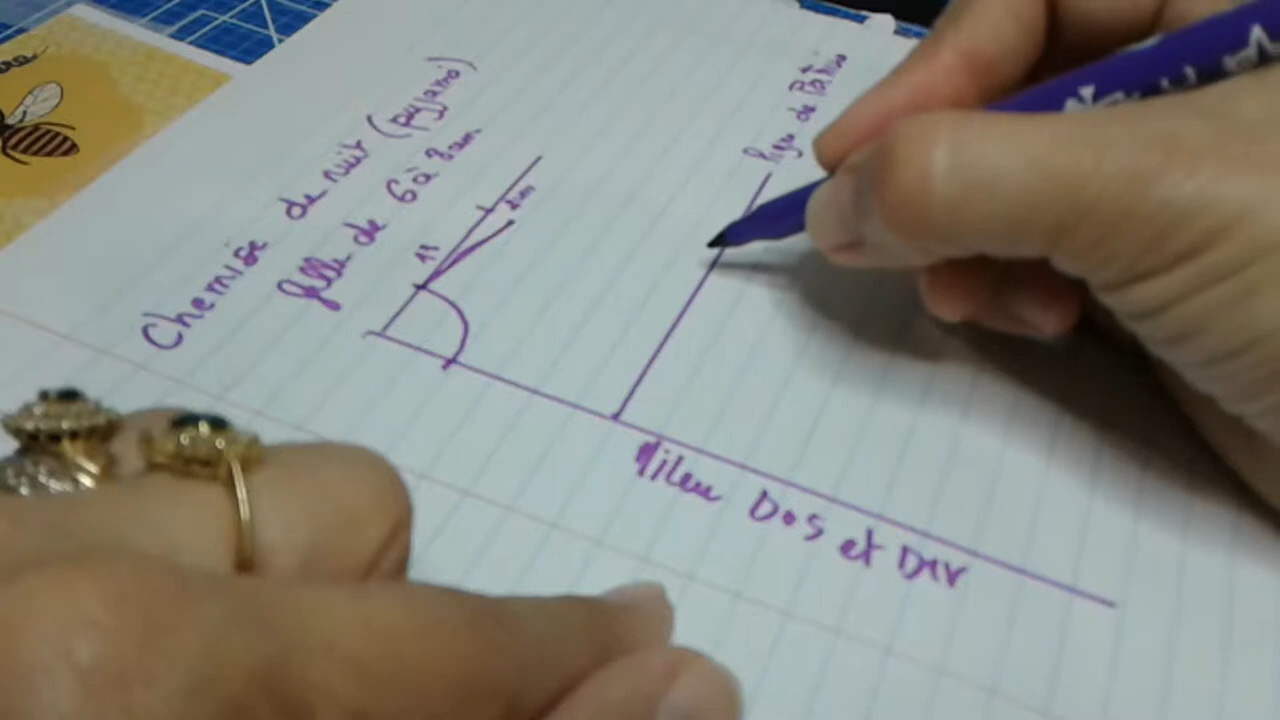 Chemise de nuit (pyjama)
fille de 6 à 8 ans
11
ligne de
Milieu Dos et Dev